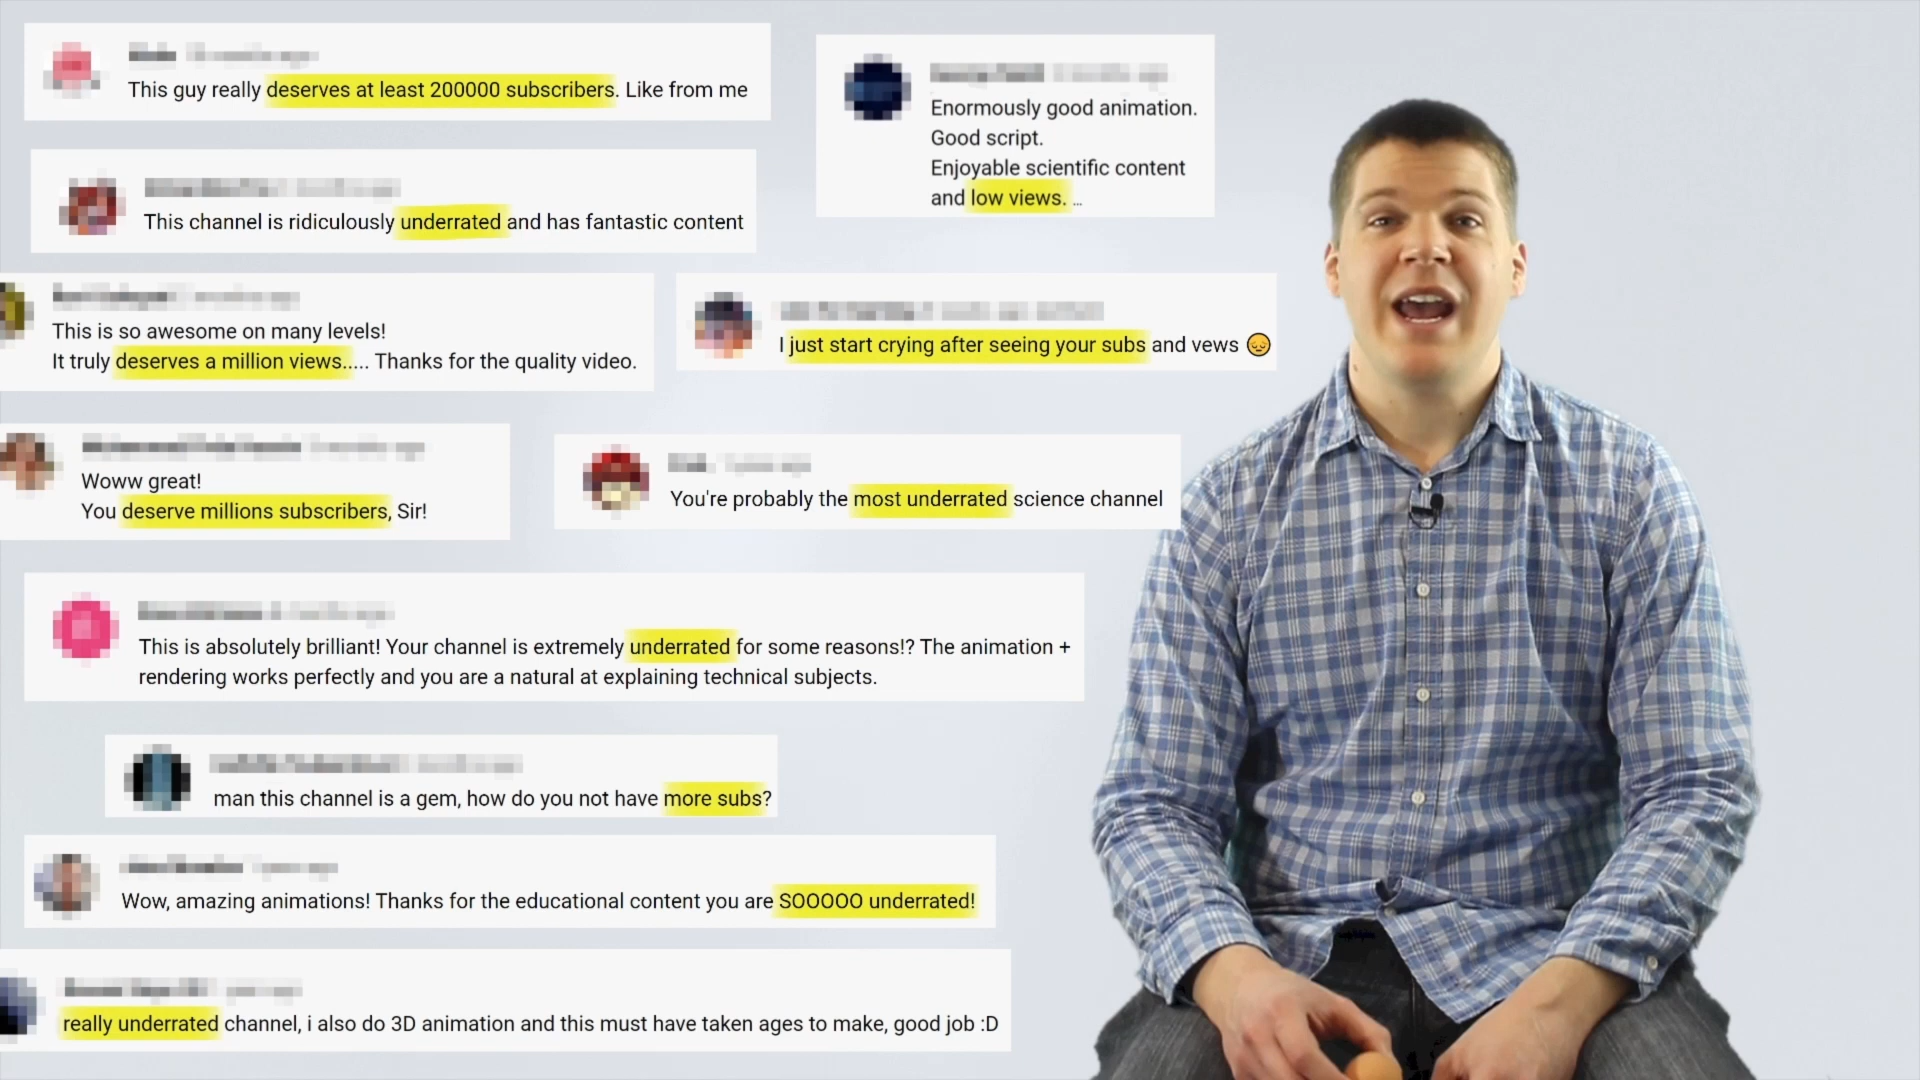 This guy really deserves at least 200000 subscribers. Like from me
Enormously good animation.
Good script.
Enjoyable scientific content
and low views. ...
This channel is ridiculously underrated and has fantastic content
This is so awesome on many levels!
It truly deserves a million views..... Thanks for the quality video.
I just start crying after seeing your subs and vews 😞
Woww great!
You deserve millions subscribers, Sir!
You're probably the most underrated science channel
This is absolutely brilliant! Your channel is extremely underrated for some reasons!? The animation +
rendering works perfectly and you are a natural at explaining technical subjects.
man this channel is a gem, how do you not have more subs?
Wow, amazing animations! Thanks for the educational content you are SOOOOO underrated!
really underrated channel, i also do 3D animation and this must have taken ages to make, good job :D